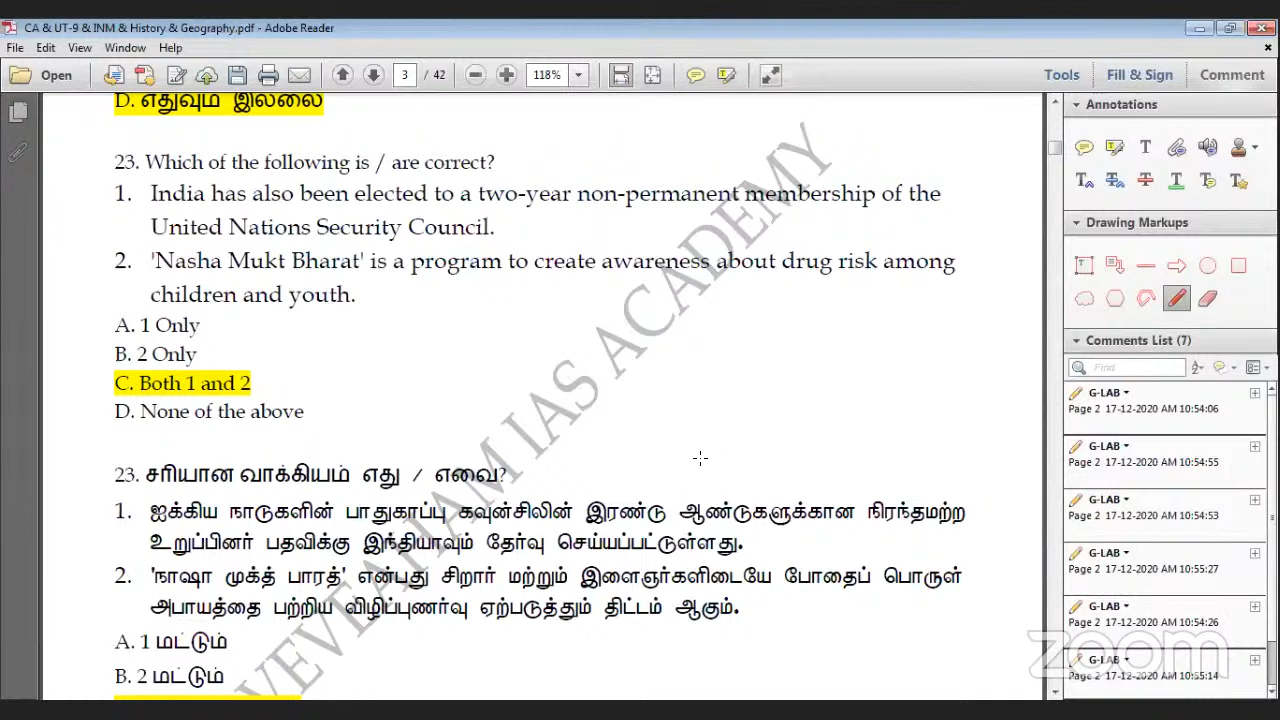 CA & UT-9 & INM & History & Geography.pdf - Adobe Reader
File Edit View Window Help
Open 3 / 42 118% Tools Fill & Sign Comment
D. எதுவும் இல்லை
23. Which of the following is / are correct?
1. India has also been elected to a two-year non-permanent membership of the
United Nations Security Council.
2. 'Nasha Mukt Bharat' is a program to create awareness about drug risk among
children and youth.
A. 1 Only
B. 2 Only
C. Both 1 and 2
D. None of the above
23. சரியான வாக்கியம் எது / எவை?
1. ஐக்கிய நாடுகளின் பாதுகாப்பு கவுன்சிலின் இரண்டு ஆண்டுகளுக்கான நிரந்தமற்ற
உறுப்பினர் பதவிக்கு இந்தியாவும் தேர்வு செய்யப்பட்டுள்ளது.
2. 'நாஷா முக்த் பாரத்' என்பது சிறார் மற்றும் இளைஞர்களிடையே போதைப் பொருள்
அபாயத்தை பற்றிய விழிப்புணர்வு ஏற்படுத்தும் திட்டம் ஆகும்.
A. 1 மட்டும்
B. 2 மட்டும்
VEVEAHAM IAS ACADEMY
Annotations
Drawing Markups
Comments List (7)
Find
G-LAB
Page 2 17-12-2020 AM 10:54:06
G-LAB
Page 2 17-12-2020 AM 10:54:55
G-LAB
Page 2 17-12-2020 AM 10:54:53
G-LAB
Page 2 17-12-2020 AM 10:55:27
G-LAB
Page 2 17-12-2020 AM 10:54:26
G-LAB
Page 2 17-12-2020 AM 10:55:14
zoom